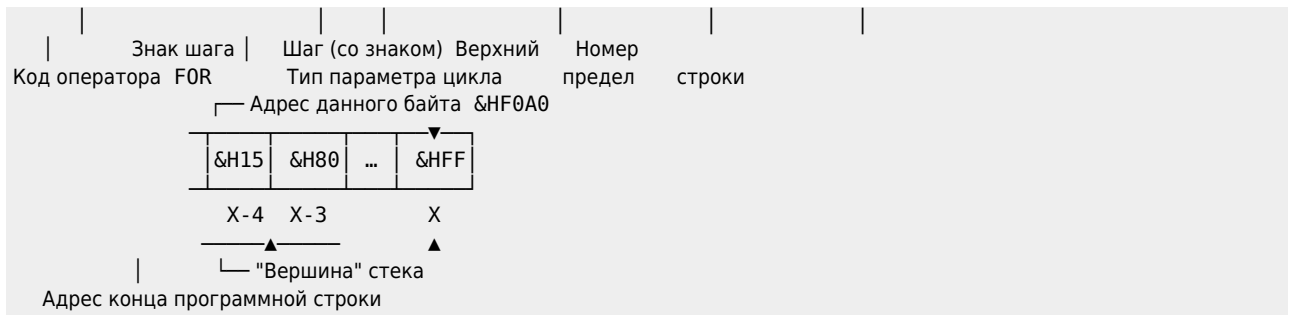 Знак шага Шаг (со знаком) Верхний Номер
Код оператора FOR Тип параметра цикла предел строки
Адрес данного байта &HF0A0
&H15 &H80 … &HFF
X-4 X-3 X
"Вершина" стека
Адрес конца программной строки